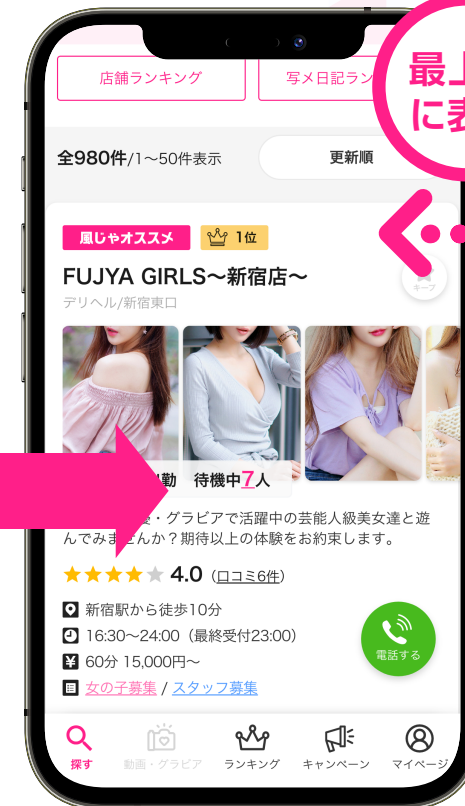 店舗ランキング
写メ日記ラン
最
に
全980件/1～50件表示
更新順
風じゃオススメ
1位
FUJYA GIRLS～新宿店～
キープ
デリヘル/新宿東口
勤 待機中7人
・グラビアで活躍中の芸能人級美女達と遊
んでみませんか？期待以上の体験をお約束します。
4.0（口コミ6件）
新宿駅から徒歩10分
16:30～24:00（最終受付23:00）
60分 15,000円～
電話する
女の子募集 / スタッフ募集
探す
動画・グラビア
ランキング
キャンペーン
マイページ